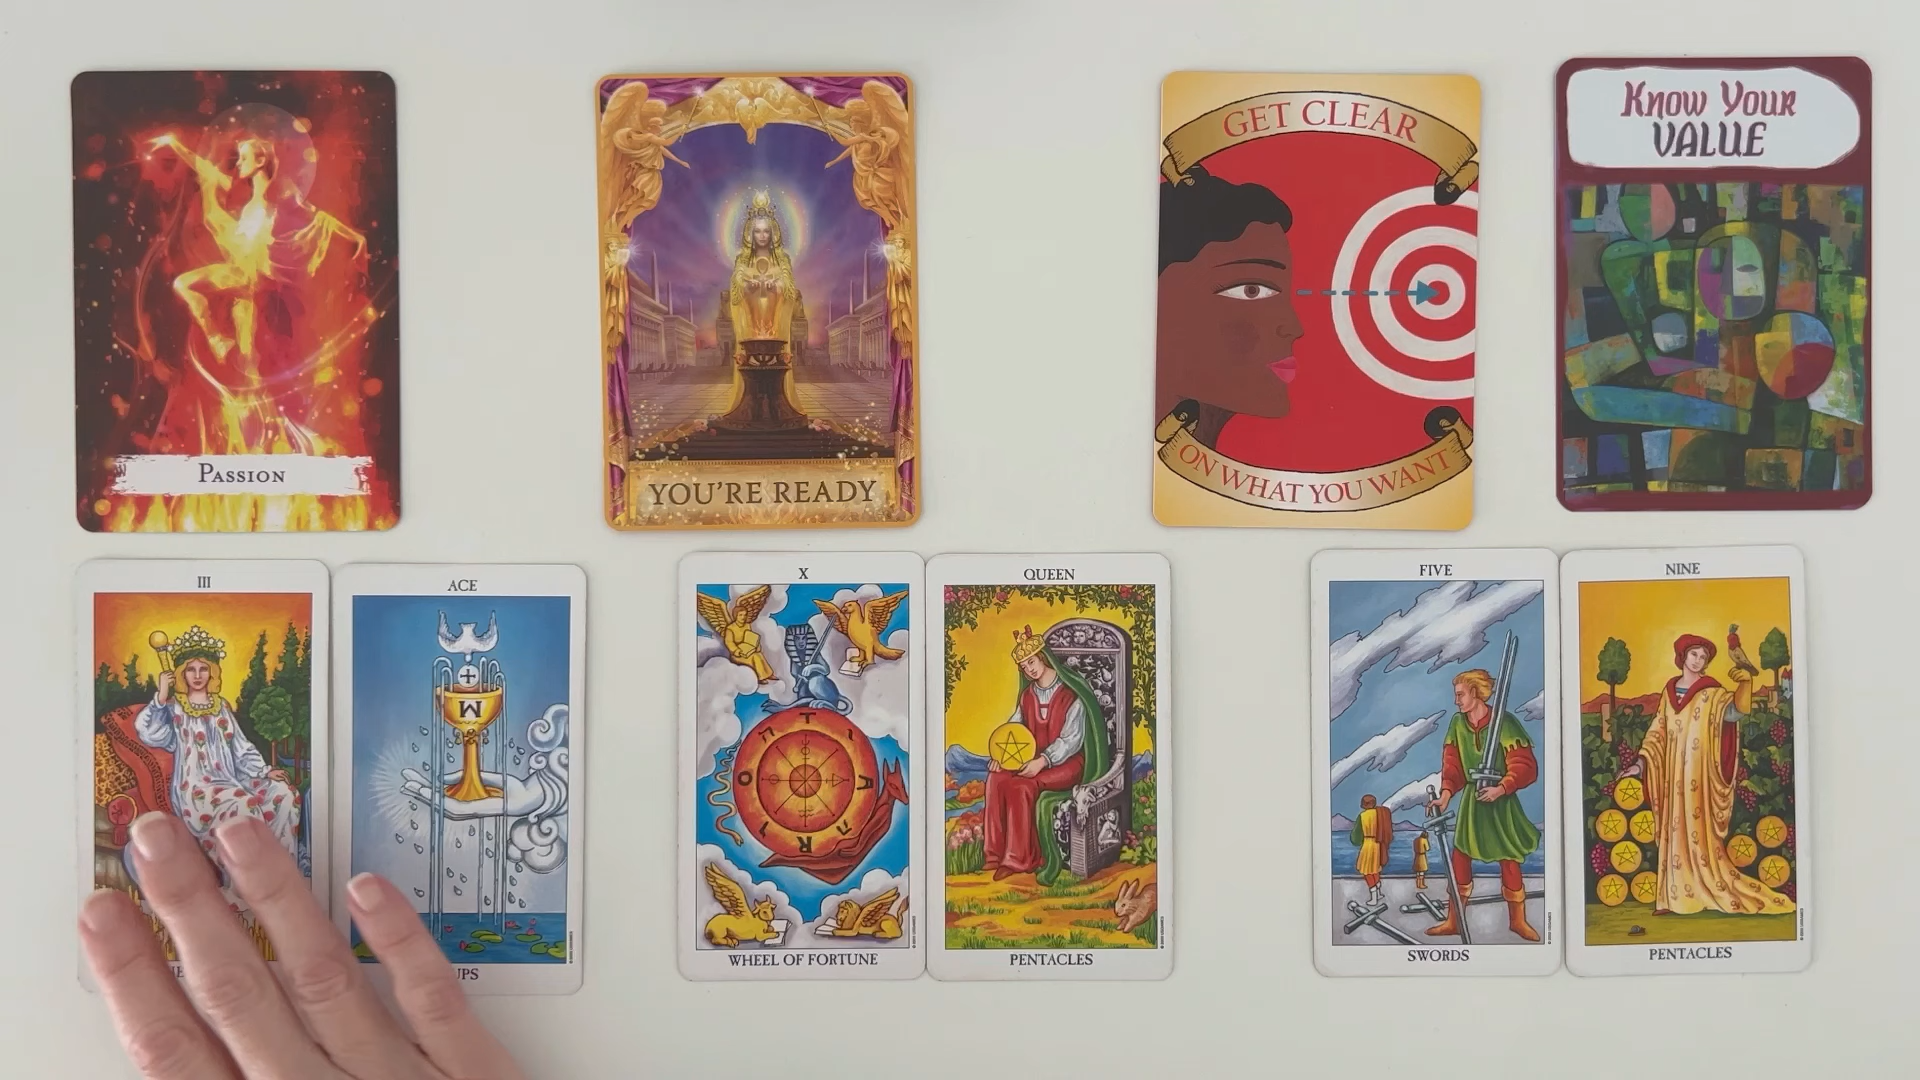 PASSION
YOU'RE READY
GET CLEAR
ON WHAT YOU WANT
KNOW YOUR
VALUE
III
ACE
UPS
X
WHEEL OF FORTUNE
QUEEN
PENTACLES
FIVE
SWORDS
NINE
PENTACLES